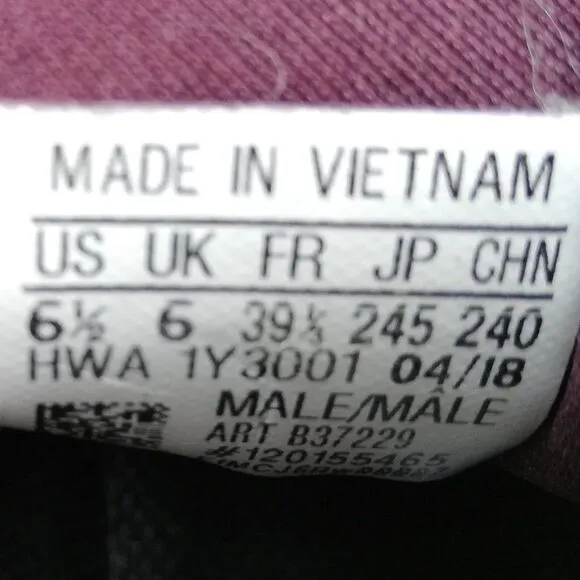 MADE IN VIETNAM
US UK FR JP CHN
6½ 6 39⅓ 245 240
HWA 1Y3001 04/18
MALE/MÂLE
ART B37229
#120155465